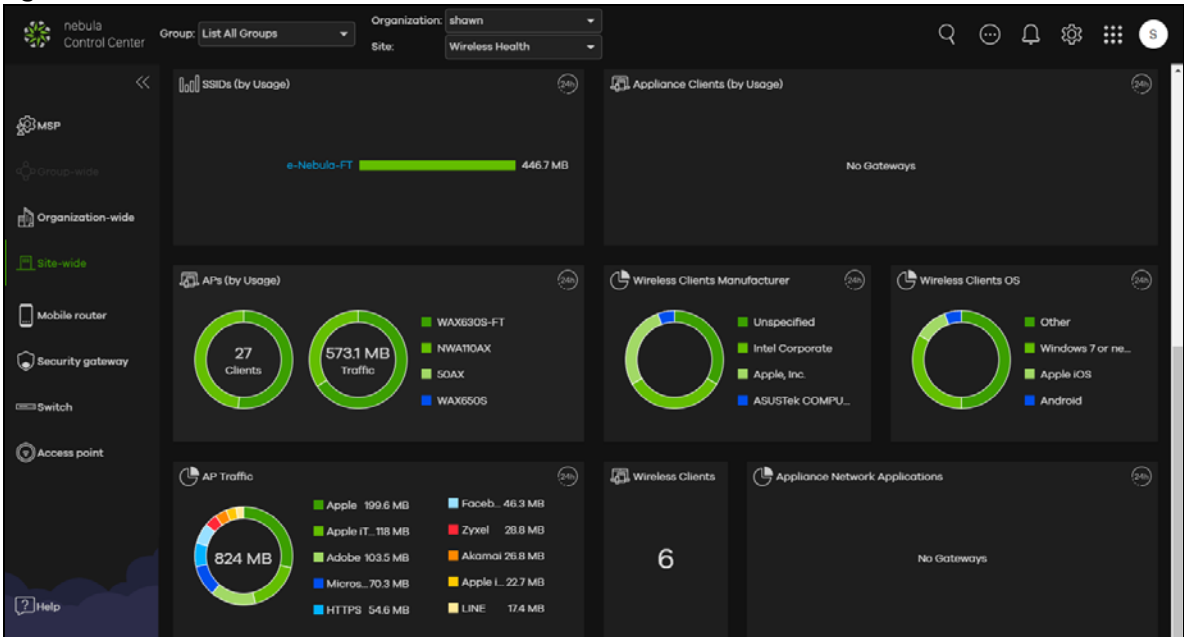 nebula
Control Center
Group: List All Groups
Organization: shawn
Site: Wireless Health
S
MSP
Group-wide
Organization-wide
Site-wide
Mobile router
Security gateway
Switch
Access point
Help
SSIDs (by Usage)
24h
e-Nebula-FT 446.7 MB
Appliance Clients (by Usage)
24h
No Gateways
APs (by Usage)
24h
27
Clients
573.1 MB
Traffic
WAX630S-FT
NWA110AX
50AX
WAX650S
Wireless Clients Manufacturer
24h
Unspecified
Intel Corporate
Apple, Inc.
ASUSTek COMPU...
Wireless Clients OS
24h
Other
Windows 7 or ne...
Apple iOS
Android
AP Traffic
24h
824 MB
Apple 199.6 MB
Apple iT... 118 MB
Adobe 103.5 MB
Micros... 70.3 MB
HTTPS 54.6 MB
Faceb... 46.3 MB
Zyxel 28.8 MB
Akamai 26.8 MB
Apple i... 22.7 MB
LINE 17.4 MB
Wireless Clients
6
Appliance Network Applications
24h
No Gateways